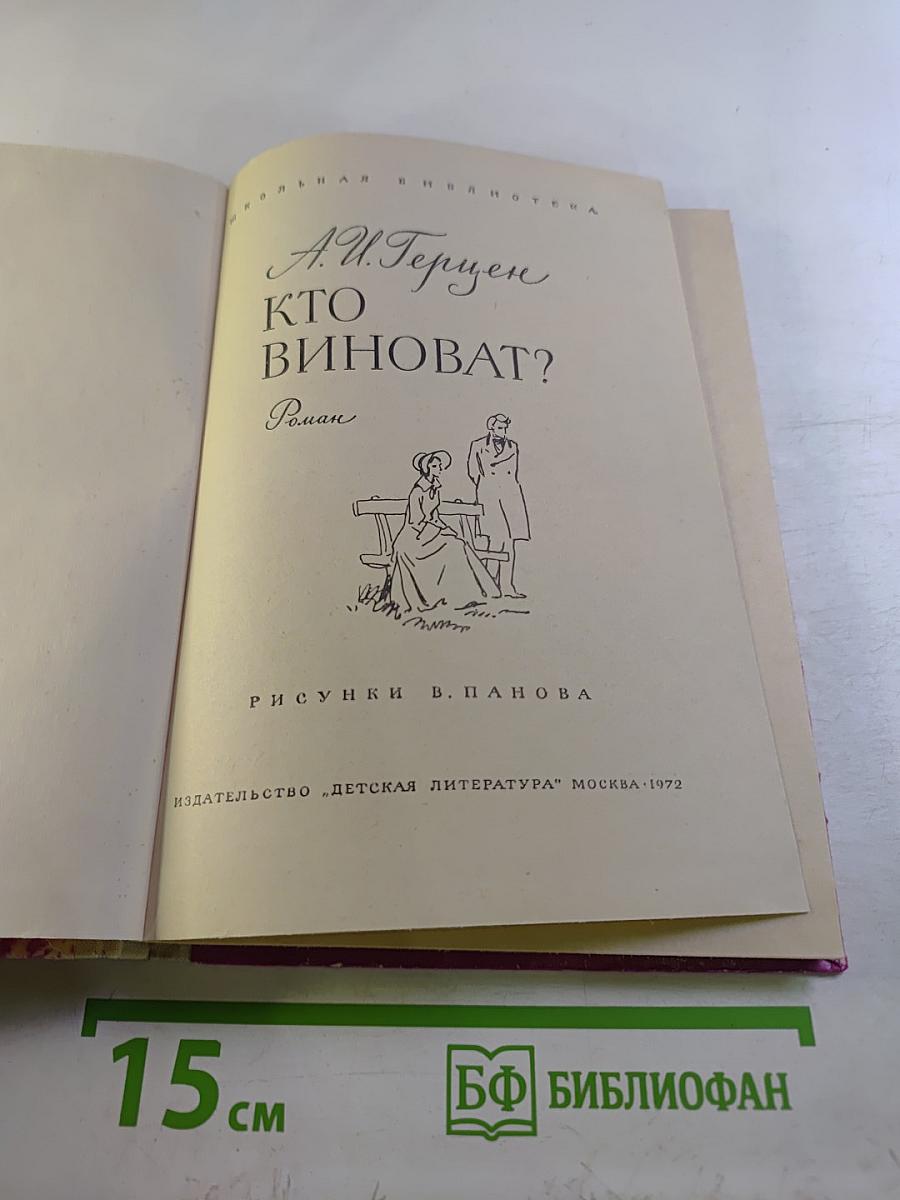 ШКОЛЬНАЯ БИБЛИОТЕКА
А.И.Герцен
КТО
ВИНОВАТ?
Роман
РИСУНКИ В. ПАНОВА
ИЗДАТЕЛЬСТВО „ДЕТСКАЯ ЛИТЕРАТУРА" МОСКВА·1972
15 см
БФ БИБЛИОФАН